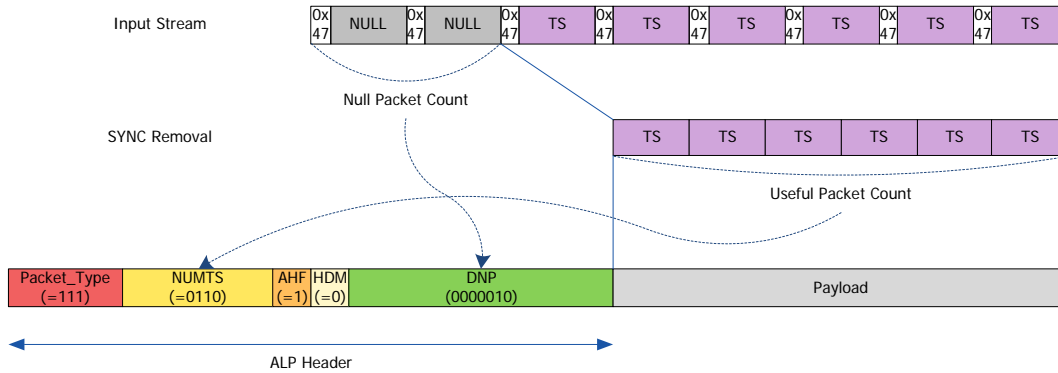 Input Stream
0x
47
NULL
0x
47
NULL
0x
47
TS
0x
47
TS
0x
47
TS
0x
47
TS
0x
47
TS
0x
47
TS
Null Packet Count
SYNC Removal
TS TS TS TS TS TS
Useful Packet Count
Packet_Type
(=111)
NUMTS
(=0110)
AHF
(=1)
HDM
(=0)
DNP
(0000010)
Payload
ALP Header